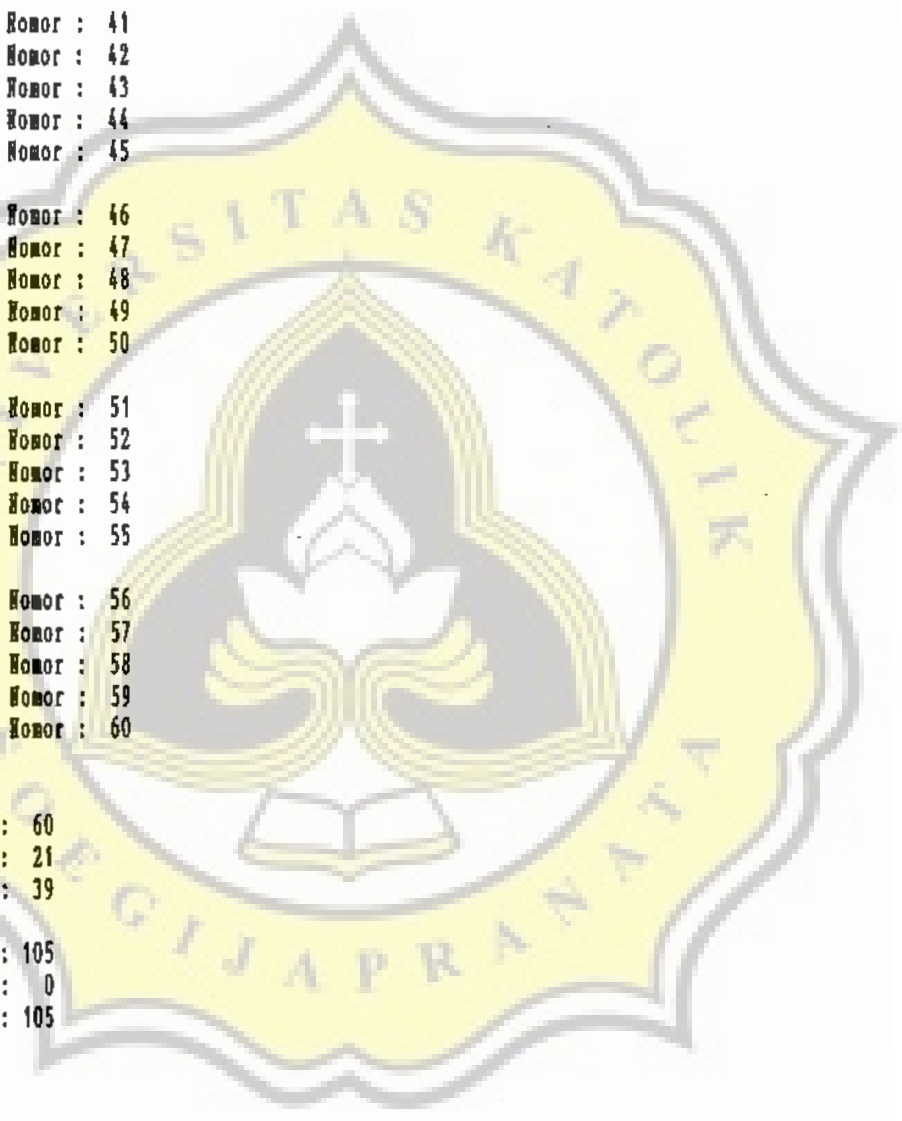 Nomor : 41
Nomor : 42
Nomor : 43
Nomor : 44
Nomor : 45
Nomor : 46
Nomor : 47
Nomor : 48
Nomor : 49
Nomor : 50
Nomor : 51
Nomor : 52
Nomor : 53
Nomor : 54
Nomor : 55
Nomor : 56
Nomor : 57
Nomor : 58
Nomor : 59
Nomor : 60
: 60
: 21
: 39
: 105
: 0
: 105
VERSITAS KATOLIK
OEGIJAPRANATA